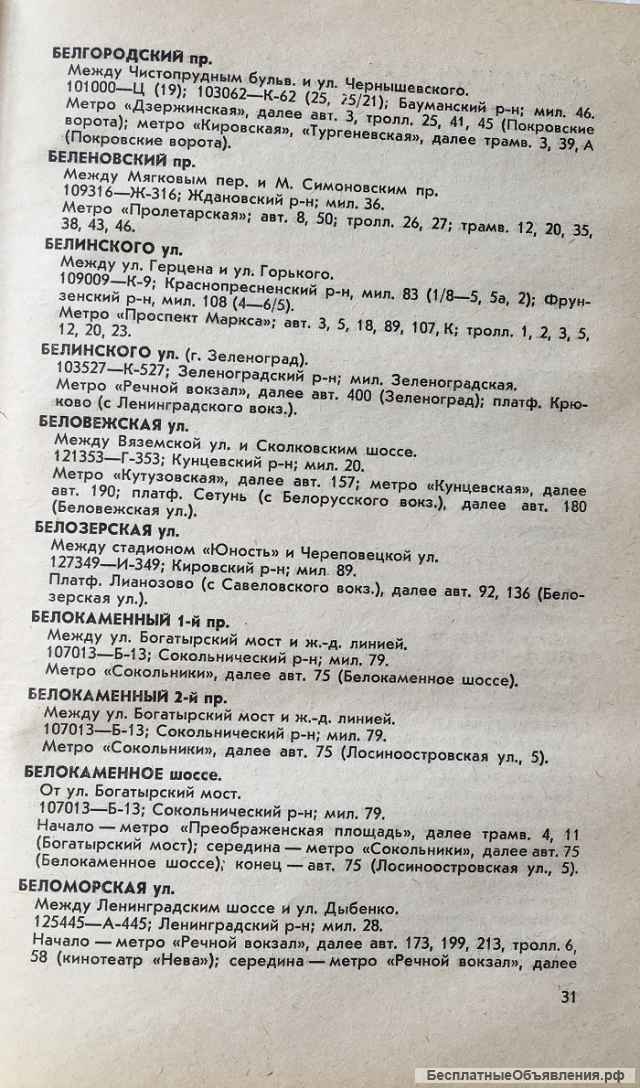 БЕЛГОРОДСКИЙ пр.
Между Чистопрудным бульв. и ул. Чернышевского.
101000—Ц (19); 103062—К-62 (25, 25/21); Бауманский р-н; мил. 46.
Метро «Дзержинская», далее авт. 3, тролл. 25, 41, 45 (Покровские
ворота); метро «Кировская», «Тургеневская», далее трамв. 3, 39, А
(Покровские ворота).
БЕЛЕНОВСКИЙ пр.
Между Мягковым пер. и М. Симоновским пр.
109316—Ж-316; Ждановский р-н; мил. 36.
Метро «Пролетарская»; авт. 8, 50; тролл. 26, 27; трамв. 12, 20, 35,
38, 43, 46.
БЕЛИНСКОГО ул.
Между ул. Герцена и ул. Горького.
109009—К-9; Краснопресненский р-н, мил. 83 (1/8—5, 5а, 2); Фрун-
зенский р-н, мил. 108 (4—6/5).
Метро «Проспект Маркса»; авт. 3, 5, 18, 89, 107, К; тролл. 1, 2, 3, 5,
12, 20, 23.
БЕЛИНСКОГО ул. (г. Зеленоград).
103527—К-527; Зеленоградский р-н; мил. Зеленоградская.
Метро «Речной вокзал», далее авт. 400 (Зеленоград); платф. Крю-
ково (с Ленинградского вокз.).
БЕЛОВЕЖСКАЯ ул.
Между Вяземской ул. и Сколковским шоссе.
121353—Г-353; Кунцевский р-н; мил. 20.
Метро «Кутузовская», далее авт. 157; метро «Кунцевская», далее
авт. 190; платф. Сетунь (с Белорусского вокз.), далее авт. 180
(Беловежская ул.).
БЕЛОЗЕРСКАЯ ул.
Между стадионом «Юность» и Череповецкой ул.
127349—И-349; Кировский р-н; мил. 89.
Платф. Лианозово (с Савеловского вокз.), далее авт. 92, 136 (Бело-
зерская ул.).
БЕЛОКАМЕННЫЙ 1-й пр.
Между ул. Богатырский мост и ж.-д. линией.
107013—Б-13; Сокольнический р-н; мил. 79.
Метро «Сокольники», далее авт. 75 (Белокаменное шоссе).
БЕЛОКАМЕННЫЙ 2-й пр.
Между ул. Богатырский мост и ж.-д. линией.
107013—Б-13; Сокольнический р-н; мил. 79.
Метро «Сокольники», далее авт. 75 (Лосиноостровская ул., 5).
БЕЛОКАМЕННОЕ шоссе.
От ул. Богатырский мост.
107013—Б-13; Сокольнический р-н; мил. 79.
Начало — метро «Преображенская площадь», далее трамв. 4, 11
(Богатырский мост); середина — метро «Сокольники», далее авт. 75
(Белокаменное шоссе); конец — авт. 75 (Лосиноостровская ул., 5).
БЕЛОМОРСКАЯ ул.
Между Ленинградским шоссе и ул. Дыбенко.
125445—А-445; Ленинградский р-н; мил. 28.
Начало — метро «Речной вокзал», далее авт. 173, 199, 213, тролл. 6,
58 (кинотеатр «Нева»); середина — метро «Речной вокзал», далее
31
БесплатныеОбъявления.рф